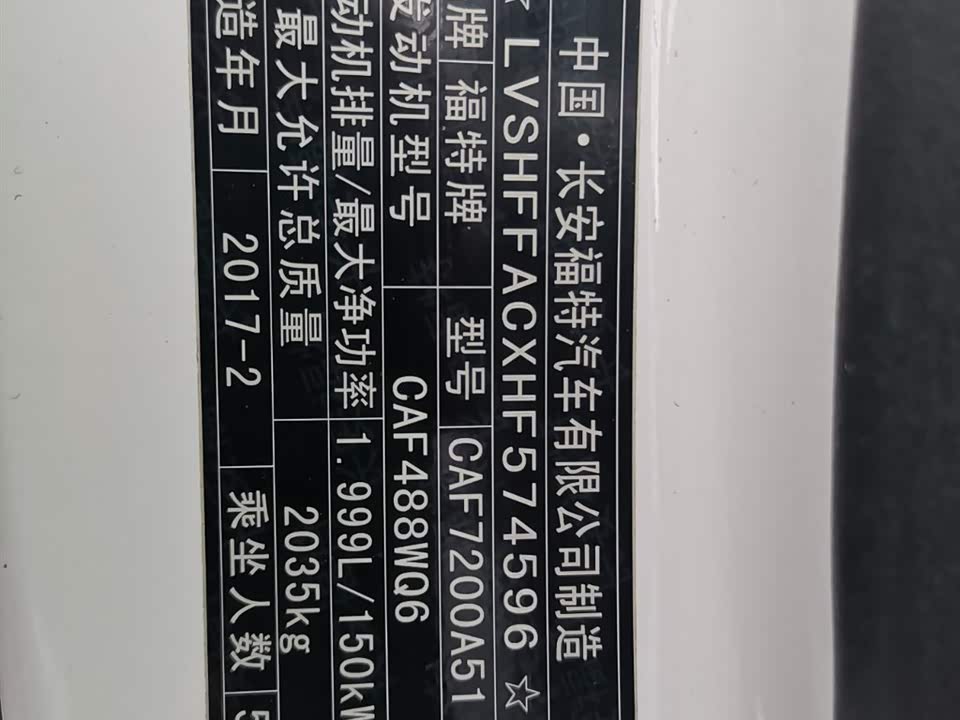 中国·长安福特汽车有限公司制造
☆LVSHFFACXHF574596☆
牌 福特牌 型号 CAF7200A51
发动机型号 CAF488WQ6
动机排量/最大净功率 1.999L/150kW
最大允许总质量 2035kg
造年月 2017-2 乘坐人数 5